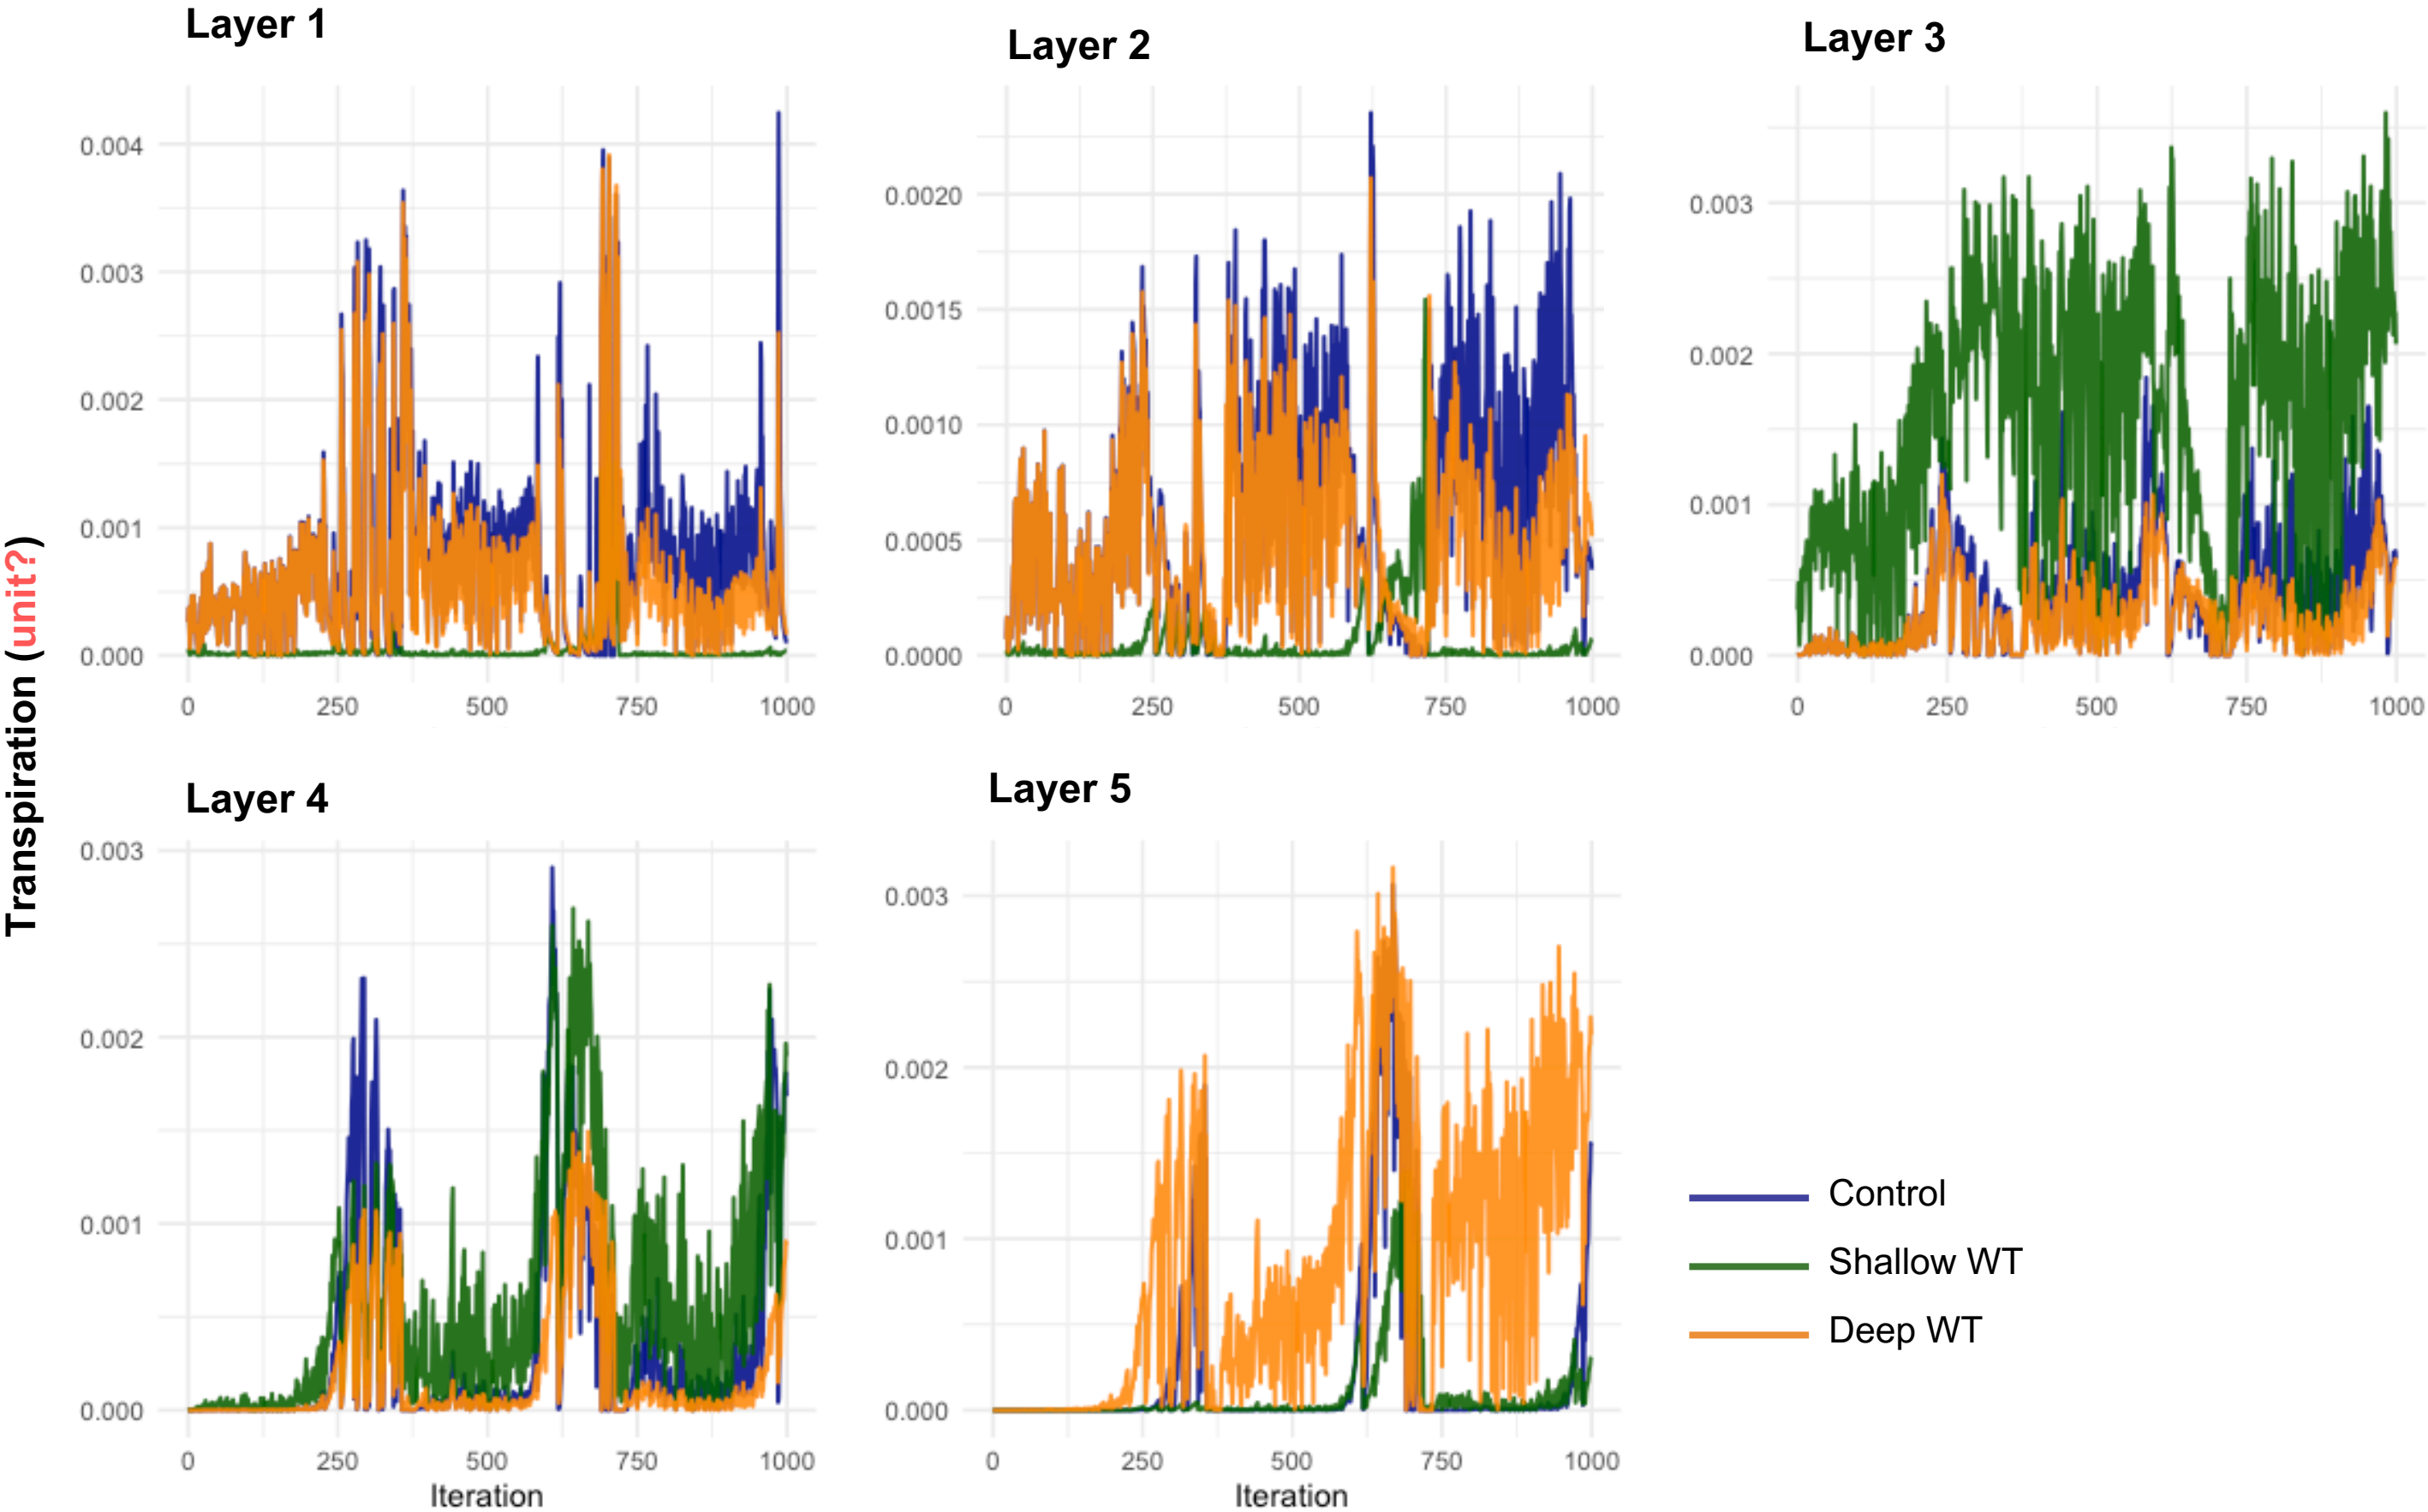 Layer 1
Layer 2
Layer 3
Transpiration (unit?)
0.004
0.003
0.002
0.001
0.000
0 250 500 750 1000
0.0020
0.0015
0.0010
0.0005
0.0000
0 250 500 750 1000
0.003
0.002
0.001
0.000
0 250 500 750 1000
Layer 4
Layer 5
0.003
0.002
0.001
0.000
0 250 500 750 1000
Iteration
0.003
0.002
0.001
0.000
0 250 500 750 1000
Iteration
Control
Shallow WT
Deep WT